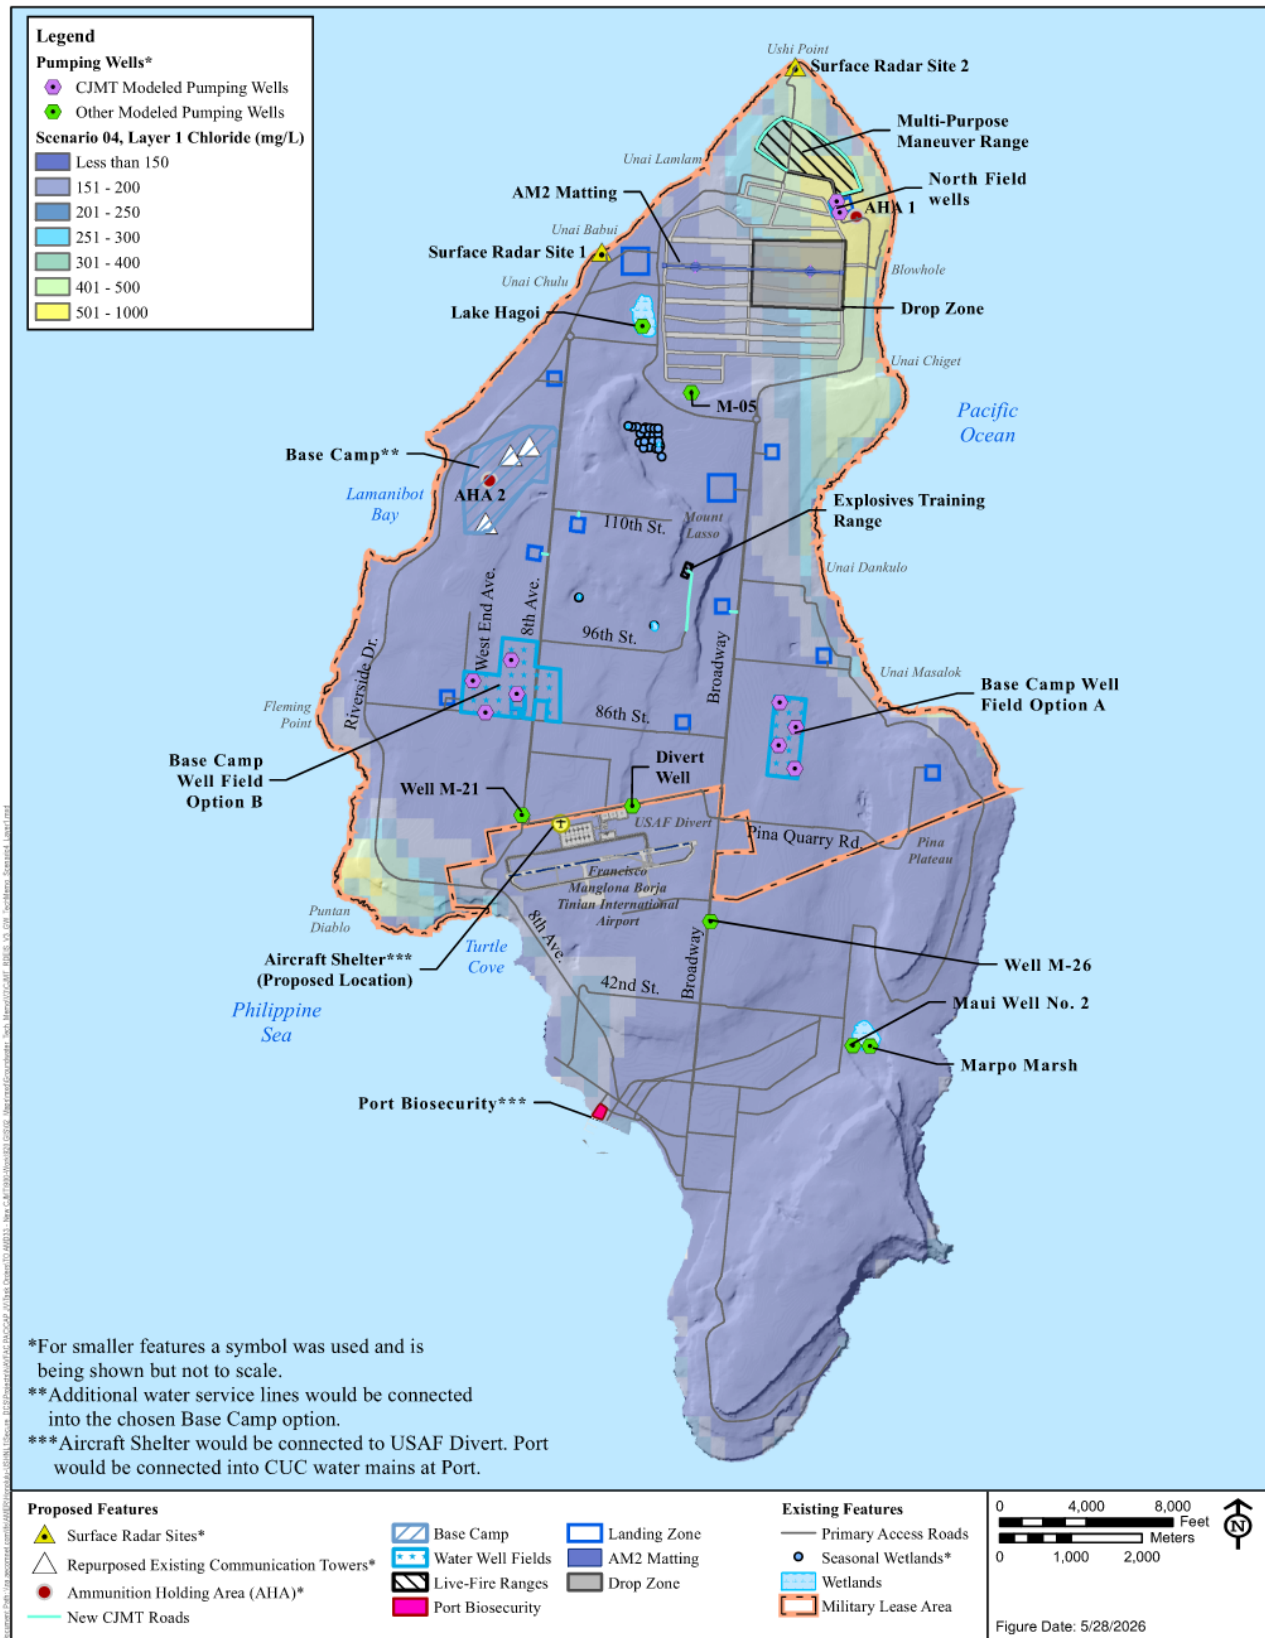 Legend
Pumping Wells*
CJMT Modeled Pumping Wells
Other Modeled Pumping Wells
Scenario 04, Layer 1 Chloride (mg/L)
Less than 150
151 - 200
201 - 250
251 - 300
301 - 400
401 - 500
501 - 1000
Ushi Point
Surface Radar Site 2
Multi-Purpose
Maneuver Range
Unai Lamlam
North Field
wells
AM2 Matting
AHA 1
Unai Babui
Surface Radar Site 1
Blowhole
Unai Chulu
Lake Hagoi
Drop Zone
Unai Chiget
M-05
Pacific
Ocean
Base Camp**
AHA 2
Lamanibot
Bay
Explosives Training
Range
110th St.
Mount
Lasso
Unai Dankulo
West End Ave.
8th Ave.
96th St.
Broadway
Riverside Dr.
Unai Masalok
Base Camp Well
Field Option A
Fleming
Point
86th St.
Base Camp
Well Field
Option B
Divert
Well
Well M-21
USAF Divert
Pina Quarry Rd.
Pina
Plateau
Francisco
Manglona Borja
Tinian International
Airport
Puntan
Diablo
8th Ave.
Turtle
Cove
Aircraft Shelter***
(Proposed Location)
Broadway
Well M-26
42nd St.
Maui Well No. 2
Philippine
Sea
Marpo Marsh
Port Biosecurity***
*For smaller features a symbol was used and is
being shown but not to scale.
**Additional water service lines would be connected
into the chosen Base Camp option.
***Aircraft Shelter would be connected to USAF Divert. Port
would be connected into CUC water mains at Port.
Proposed Features
Surface Radar Sites*
Repurposed Existing Communication Towers*
Ammunition Holding Area (AHA)*
New CJMT Roads
Base Camp
Water Well Fields
Live-Fire Ranges
Port Biosecurity
Landing Zone
AM2 Matting
Drop Zone
Existing Features
Primary Access Roads
Seasonal Wetlands*
Wetlands
Military Lease Area
0 4,000 8,000
Feet
Meters
0 1,000 2,000
N
Figure Date: 5/28/2026